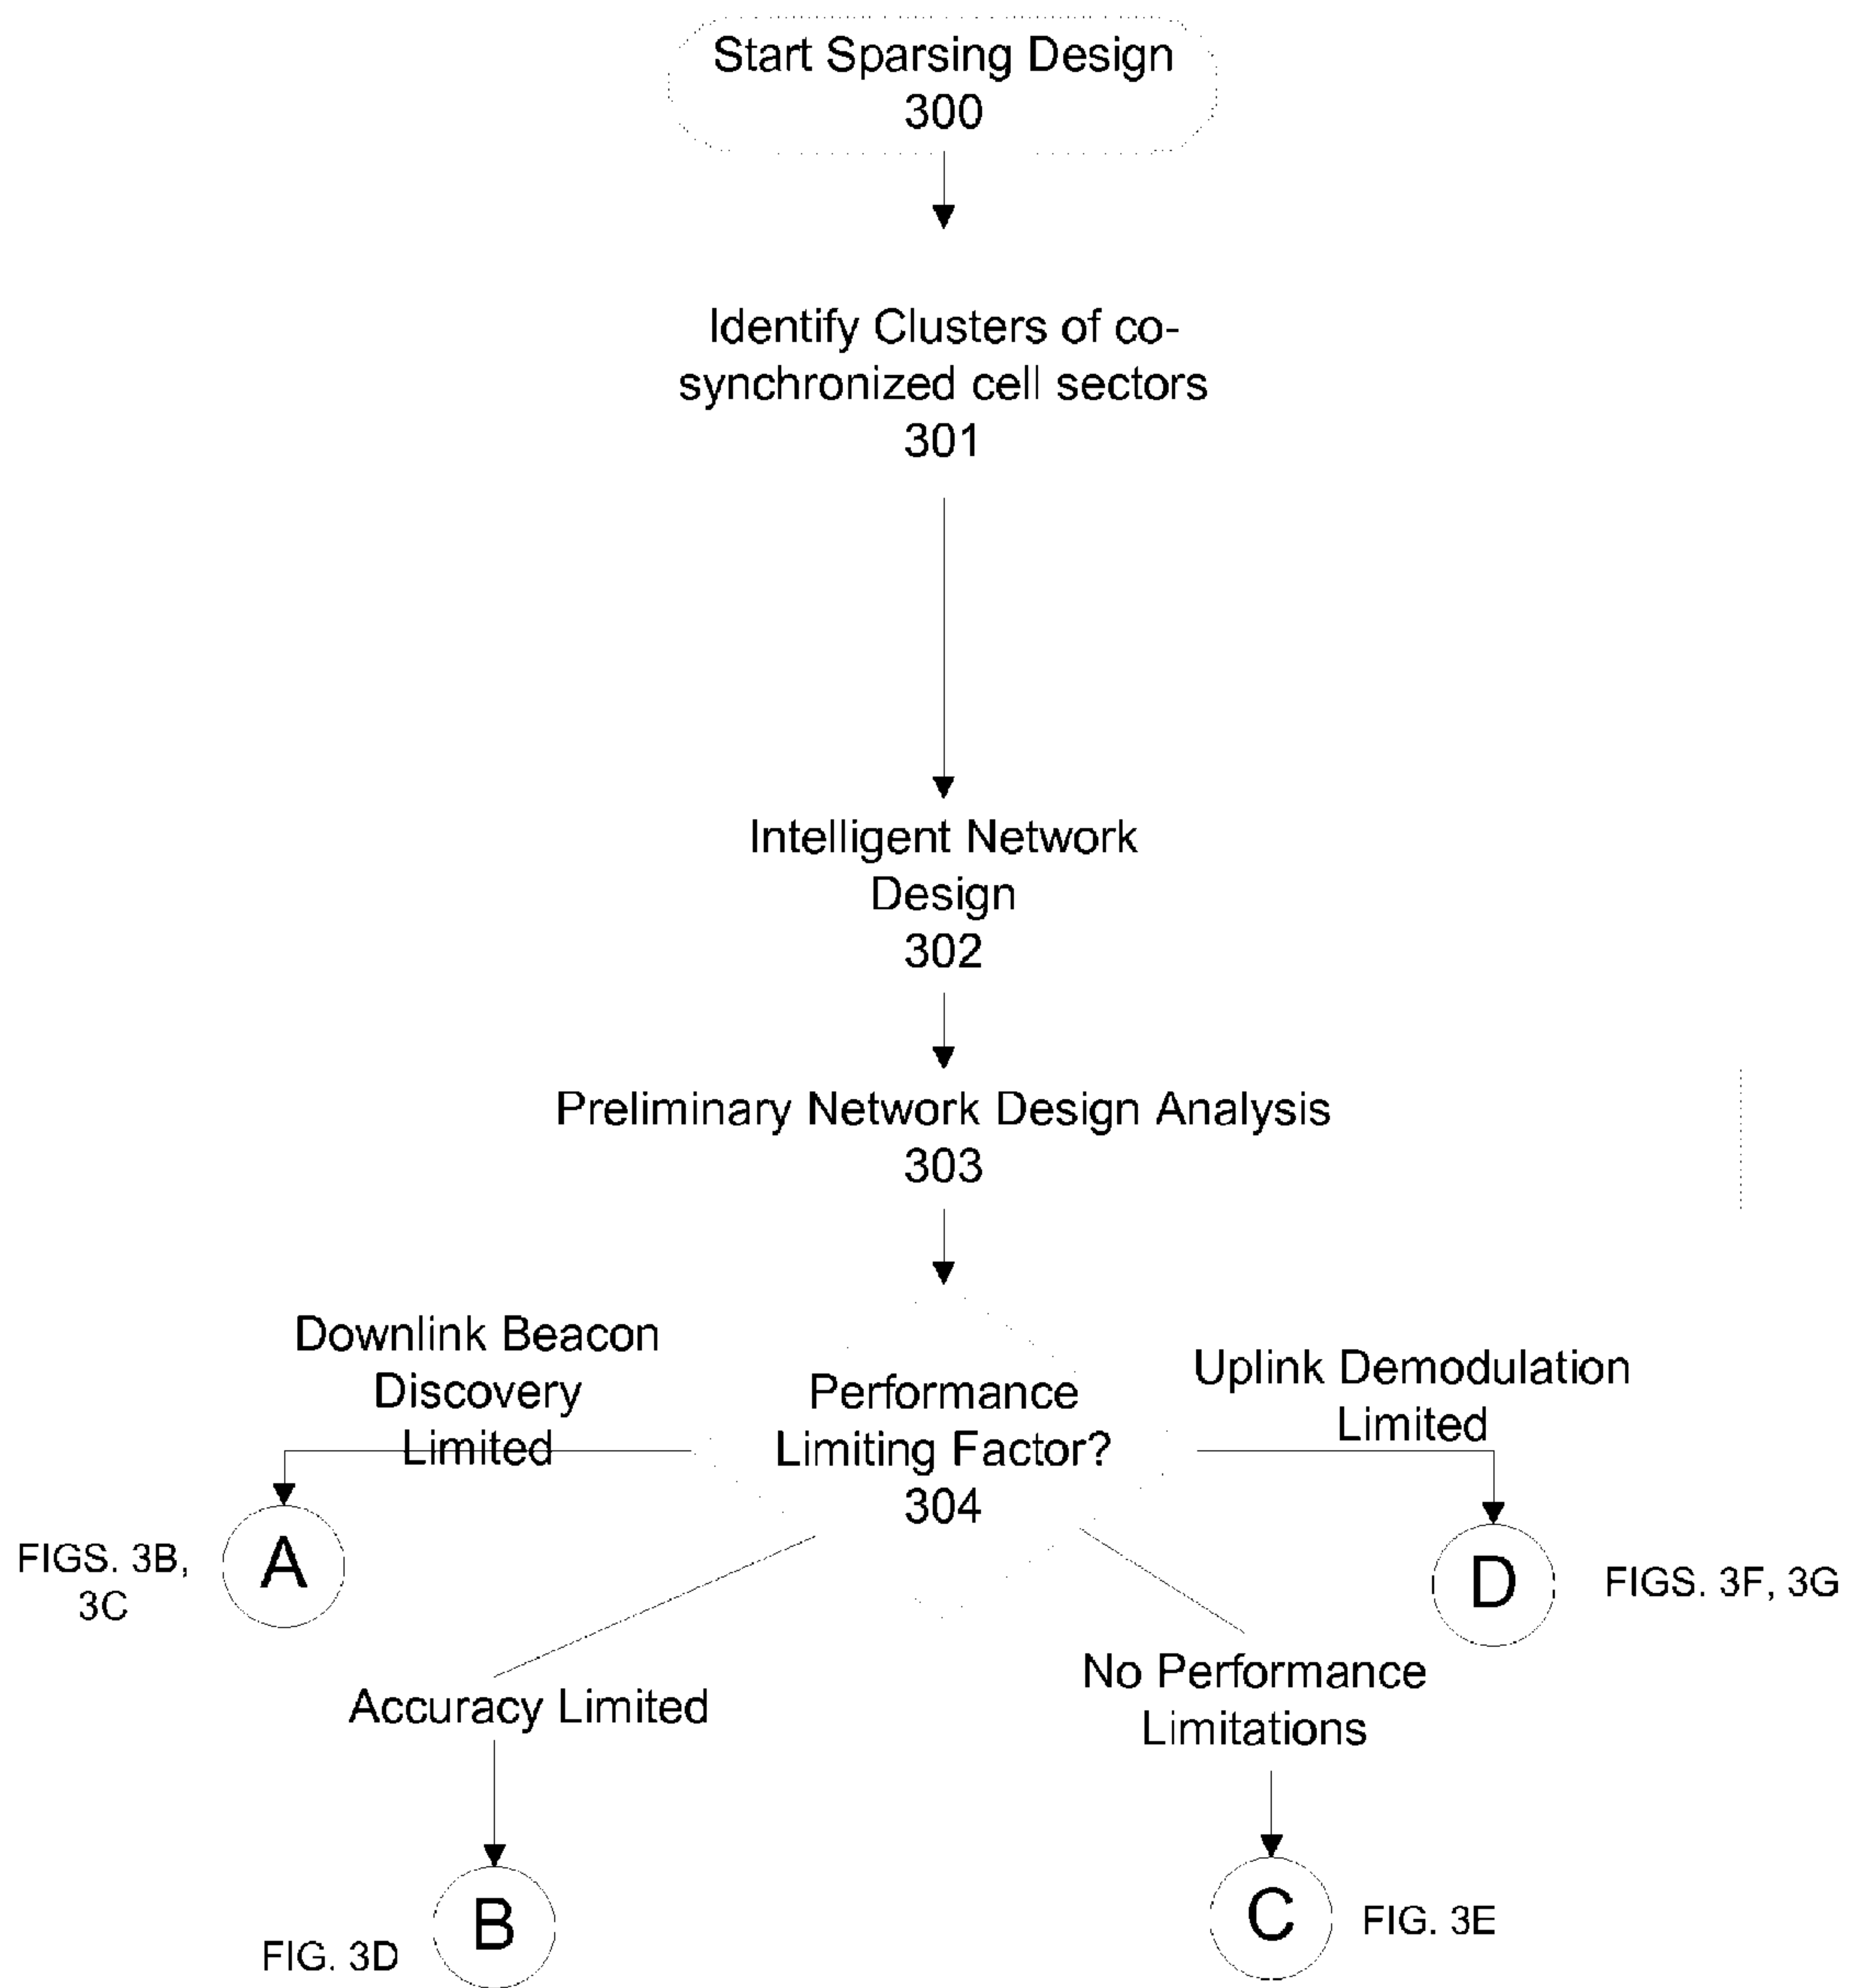 Start Sparsing Design
300
Identify Clusters of co-
synchronized cell sectors
301
Intelligent Network
Design
302
Preliminary Network Design Analysis
303
Downlink Beacon
Discovery
Limited
Performance
Limiting Factor?
304
Uplink Demodulation
Limited
FIGS. 3B,
3C
A
D
FIGS. 3F, 3G
Accuracy Limited
No Performance
Limitations
B
FIG. 3D
C
FIG. 3E